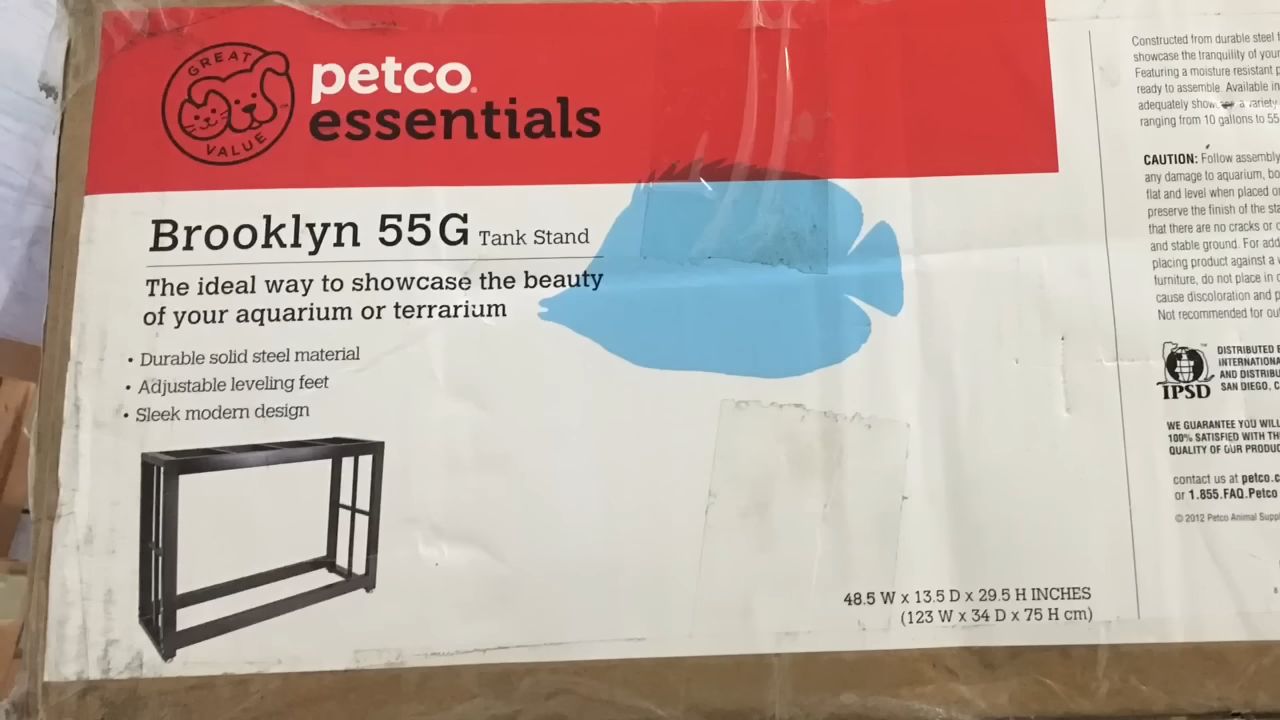 GREAT
VALUE
petco
essentials
Brooklyn 55G Tank Stand
The ideal way to showcase the beauty
of your aquarium or terrarium
• Durable solid steel material
• Adjustable leveling feet
• Sleek modern design
48.5 W x 13.5 D x 29.5 H INCHES
(123 W x 34 D x 75 H cm)
Constructed from durable steel
showcase the tranquility of your
Featuring a moisture resistant
ready to assemble. Available in
adequately a variety
ranging from 10 gallons to 55
CAUTION: Follow assembly
any damage to aquarium,
flat and level when placed
preserve the finish of the
that there are no cracks or
and stable ground. For
placing product against a
furniture, do not place in
cause discoloration and
Not recommended for
IPSD
DISTRIBUTED
AND
SAN DIEGO,
WE GUARANTEE YOU WILL
100% SATISFIED WITH
QUALITY OF OUR
contact us at
or 1.855.FAQ.Petco
© 2012 Petco Animal